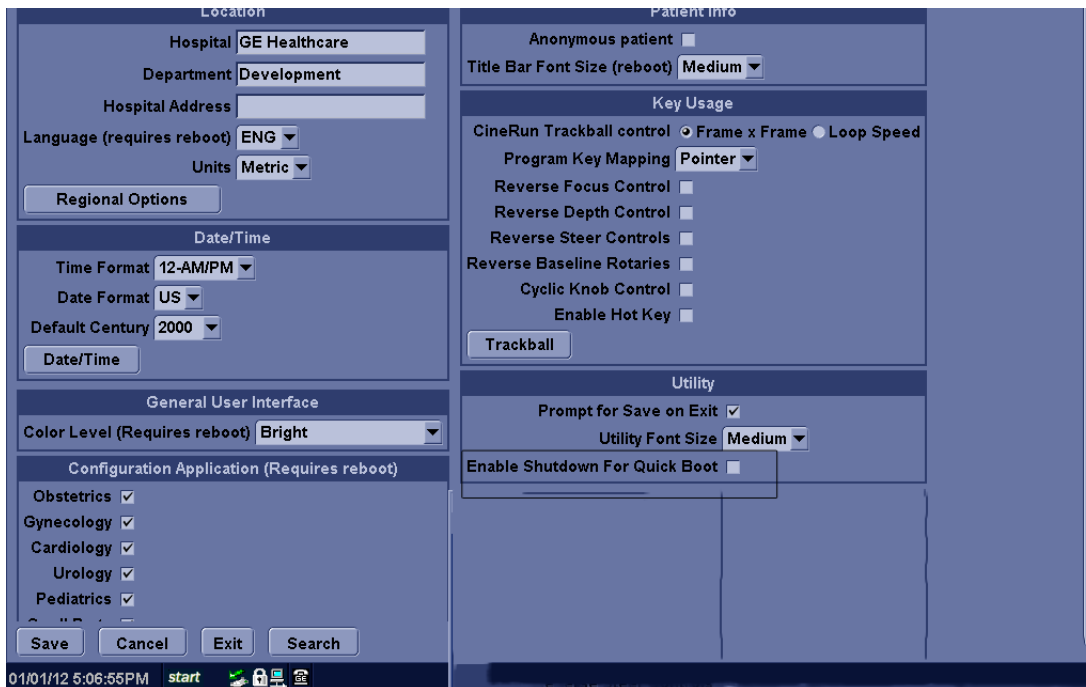 Location
Hospital GE Healthcare
Department Development
Hospital Address
Language (requires reboot) ENG
Units Metric
Regional Options
Date/Time
Time Format 12-AM/PM
Date Format US
Default Century 2000
Date/Time
General User Interface
Color Level (Requires reboot) Bright
Configuration Application (Requires reboot)
Obstetrics
Gynecology
Cardiology
Urology
Pediatrics
Save Cancel Exit Search
01/01/12 5:06:55PM start
Patient Info
Anonymous patient
Title Bar Font Size (reboot) Medium
Key Usage
CineRun Trackball control Frame x Frame Loop Speed
Program Key Mapping Pointer
Reverse Focus Control
Reverse Depth Control
Reverse Steer Controls
Reverse Baseline Rotaries
Cyclic Knob Control
Enable Hot Key
Trackball
Utility
Prompt for Save on Exit
Utility Font Size Medium
Enable Shutdown For Quick Boot